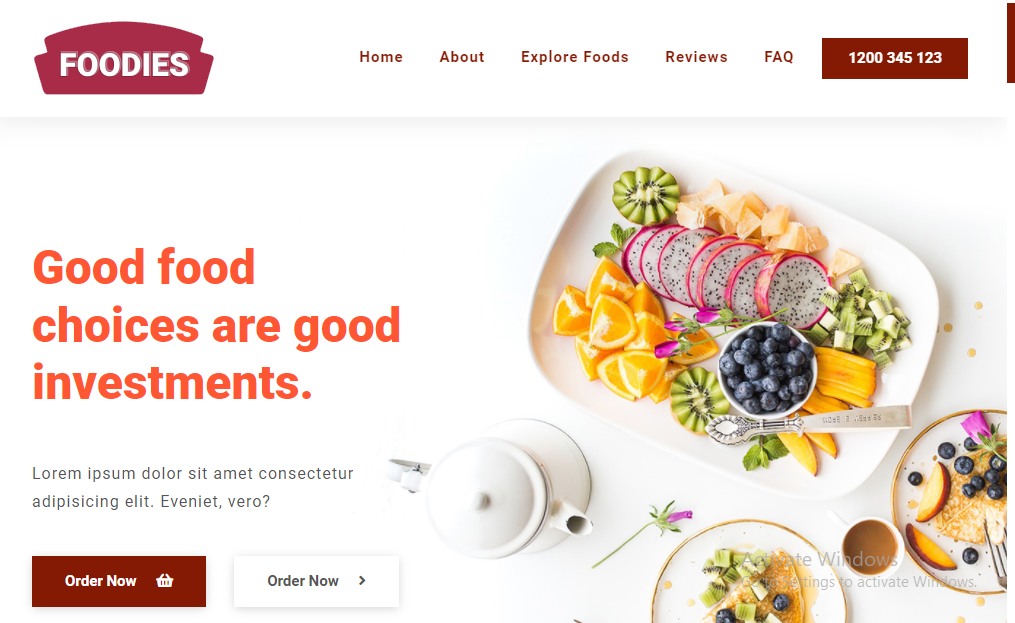 FOODIES
Home
About
Explore Foods
Reviews
FAQ
1200 345 123
Good food
choices are good
investments.
Lorem ipsum dolor sit amet consectetur
adipisicing elit. Eveniet, vero?
Order Now
Order Now
Activate Windows
Go to Settings to activate Windows.